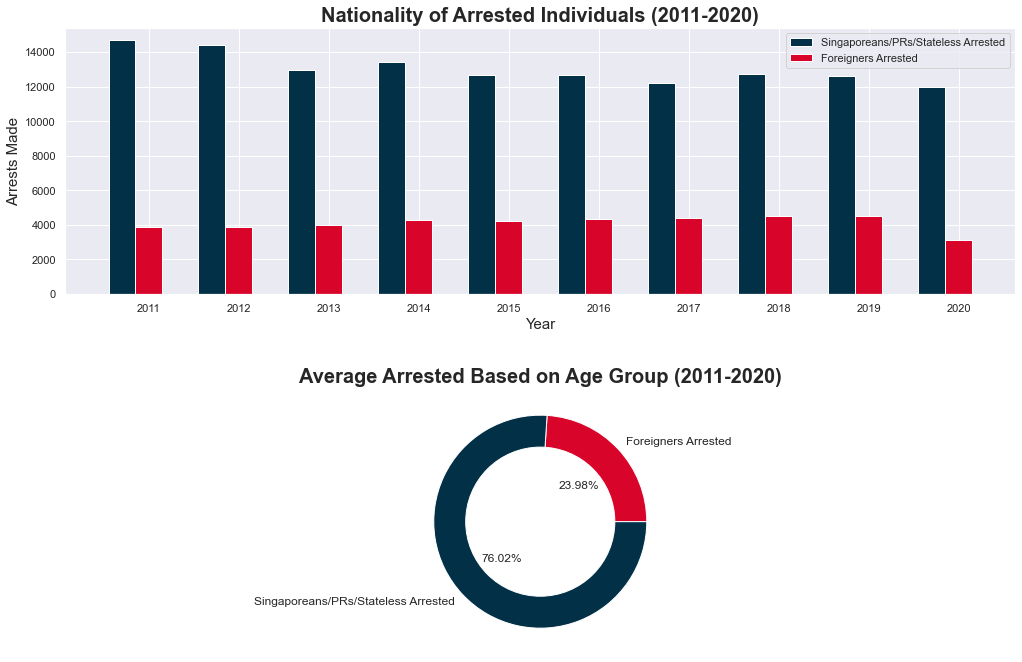 Nationality of Arrested Individuals (2011-2020)
Singaporeans/PRs/Stateless Arrested
Foreigners Arrested
Arrests Made
14000
12000
10000
8000
6000
4000
2000
0
2011 2012 2013 2014 2015 2016 2017 2018 2019 2020
Year
Average Arrested Based on Age Group (2011-2020)
Foreigners Arrested
23.98%
76.02%
Singaporeans/PRs/Stateless Arrested